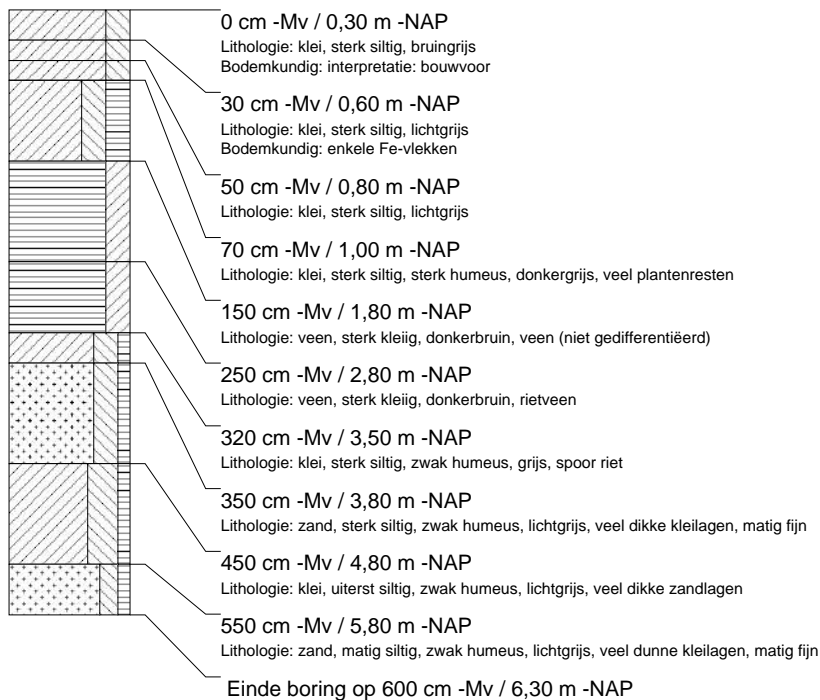 0 cm -Mv / 0,30 m -NAP
Lithologie: klei, sterk siltig, bruingrijs
Bodemkundig: interpretatie: bouwvoor
30 cm -Mv / 0,60 m -NAP
Lithologie: klei, sterk siltig, lichtgrijs
Bodemkundig: enkele Fe-vlekken
50 cm -Mv / 0,80 m -NAP
Lithologie: klei, sterk siltig, lichtgrijs
70 cm -Mv / 1,00 m -NAP
Lithologie: klei, sterk siltig, sterk humeus, donkergrijs, veel plantenresten
150 cm -Mv / 1,80 m -NAP
Lithologie: veen, sterk kleiig, donkerbruin, veen (niet gedifferentiëerd)
250 cm -Mv / 2,80 m -NAP
Lithologie: veen, sterk kleiig, donkerbruin, rietveen
320 cm -Mv / 3,50 m -NAP
Lithologie: klei, sterk siltig, zwak humeus, grijs, spoor riet
350 cm -Mv / 3,80 m -NAP
Lithologie: zand, sterk siltig, zwak humeus, lichtgrijs, veel dikke kleilagen, matig fijn
450 cm -Mv / 4,80 m -NAP
Lithologie: klei, uiterst siltig, zwak humeus, lichtgrijs, veel dikke zandlagen
550 cm -Mv / 5,80 m -NAP
Lithologie: zand, matig siltig, zwak humeus, lichtgrijs, veel dunne kleilagen, matig fijn
Einde boring op 600 cm -Mv / 6,30 m -NAP